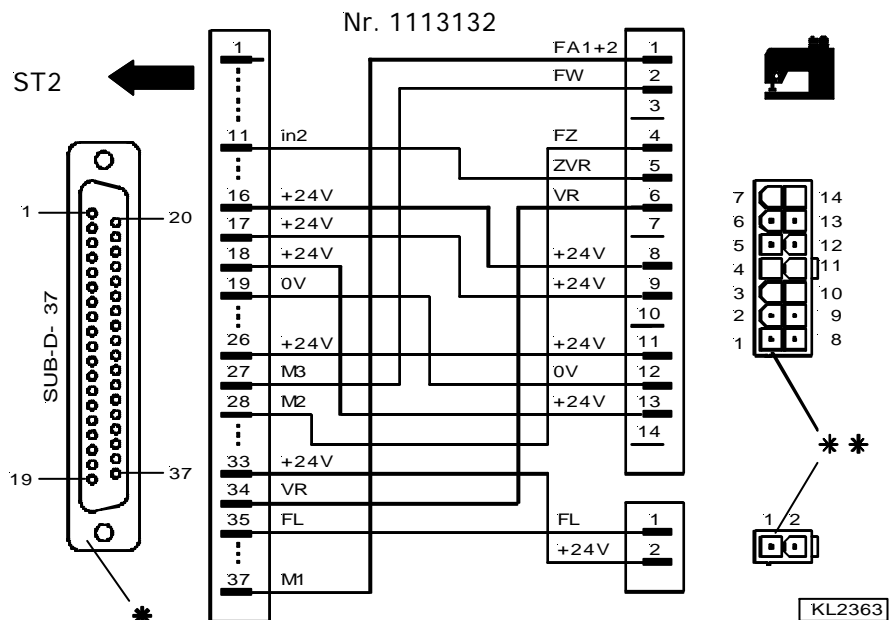 Nr. 1113132
ST2
1
11 in2
16 +24V
17 +24V
18 +24V
19 0V
26 +24V
27 M3
28 M2
33 +24V
34 VR
35 FL
37 M1
FA1+2 1
FW 2
3
FZ 4
ZVR 5
VR 6
7
+24V 8
+24V 9
10
+24V 11
0V 12
+24V 13
14
FL 1
+24V 2
1 20
SUB-D- 37
19 37
*
7 14
6 13
5 12
4 11
3 10
2 9
1 8
* *
1 2
KL2363